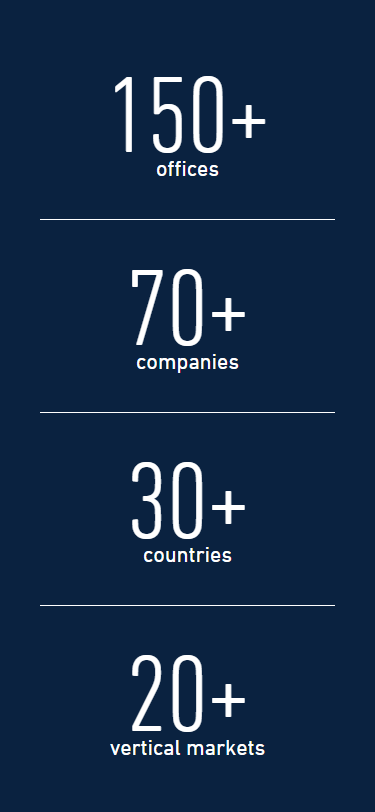 150+
offices
70+
companies
30+
countries
20+
vertical markets